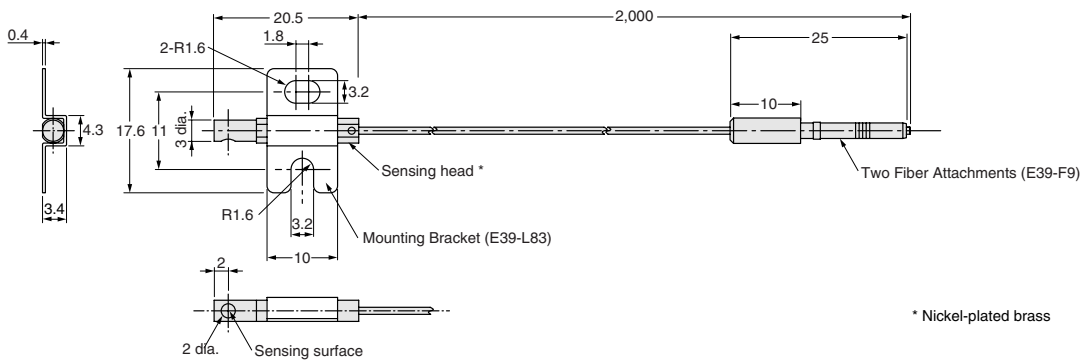 20.5
2,000
0.4
1.8
25
2-R1.6
3.2
10
4.3
17.6
11
3 dia.
Sensing head *
Two Fiber Attachments (E39-F9)
3.4
R1.6
3.2
Mounting Bracket (E39-L83)
10
2
* Nickel-plated brass
2 dia.
Sensing surface